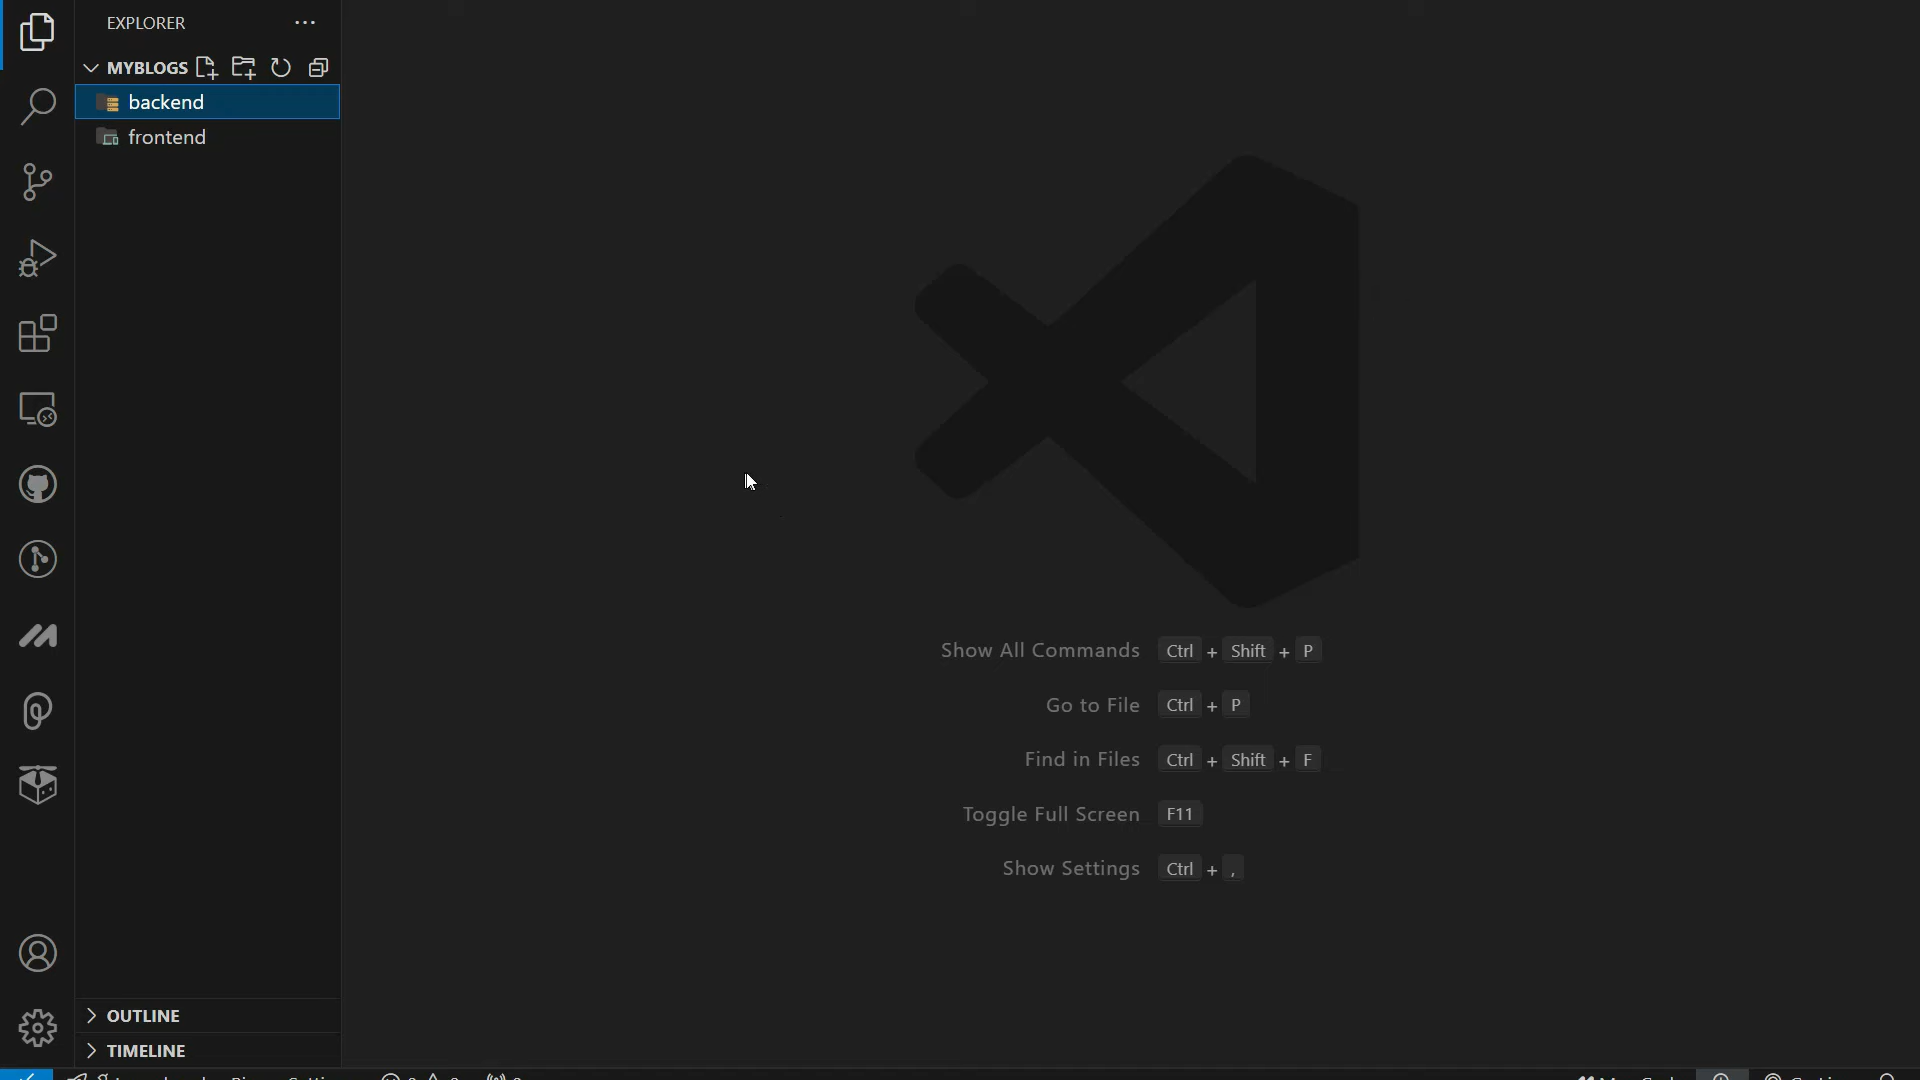 EXPLORER
MYBLOGS
backend
frontend
Show All Commands Ctrl + Shift + P
Go to File Ctrl + P
Find in Files Ctrl + Shift + F
Toggle Full Screen F11
Show Settings Ctrl + ,
OUTLINE
TIMELINE